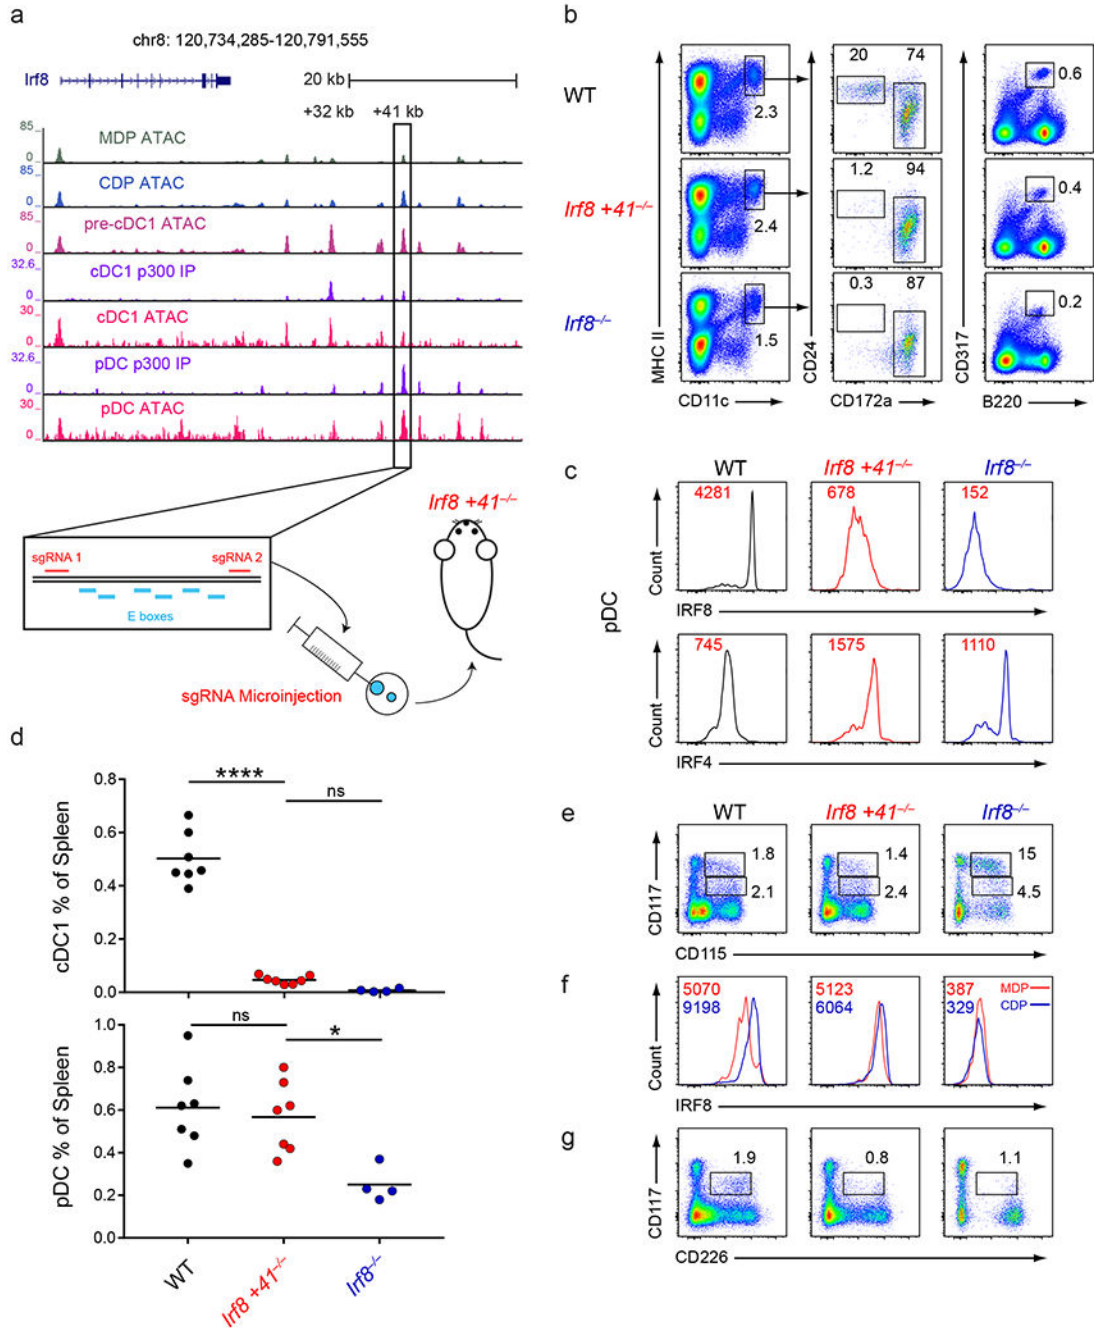 a
chr8: 120,734,285-120,791,555
Irf8
20 kb
+32 kb +41 kb
85
MDP ATAC
0
85
CDP ATAC
0
85
pre-cDC1 ATAC
0
32.6
cDC1 p300 IP
0
30
cDC1 ATAC
0
32.6
pDC p300 IP
0
30
pDC ATAC
0
Irf8 +41–/–
sgRNA 1 sgRNA 2
E boxes
sgRNA Microinjection
b
WT
2.3
20 74
0.6
Irf8 +41–/–
2.4
1.2 94
0.4
Irf8–/–
1.5
0.3 87
0.2
MHC II
CD11c
CD24
CD172a
CD317
B220
c
WT Irf8 +41–/– Irf8–/–
4281 678 152
Count
IRF8
pDC
745 1575 1110
Count
IRF4
d
cDC1 % of Spleen
0.8
0.6
0.4
0.2
0.0
**** ns
pDC % of Spleen
1.0
0.8
0.6
0.4
0.2
0.0
ns *
WT
Irf8 +41–/–
Irf8–/–
e
WT Irf8 +41–/– Irf8–/–
1.8 1.4 15
2.1 2.4 4.5
CD117
CD115
f
5070 5123 387 MDP
9198 6064 329 CDP
Count
IRF8
g
1.9 0.8 1.1
CD117
CD226